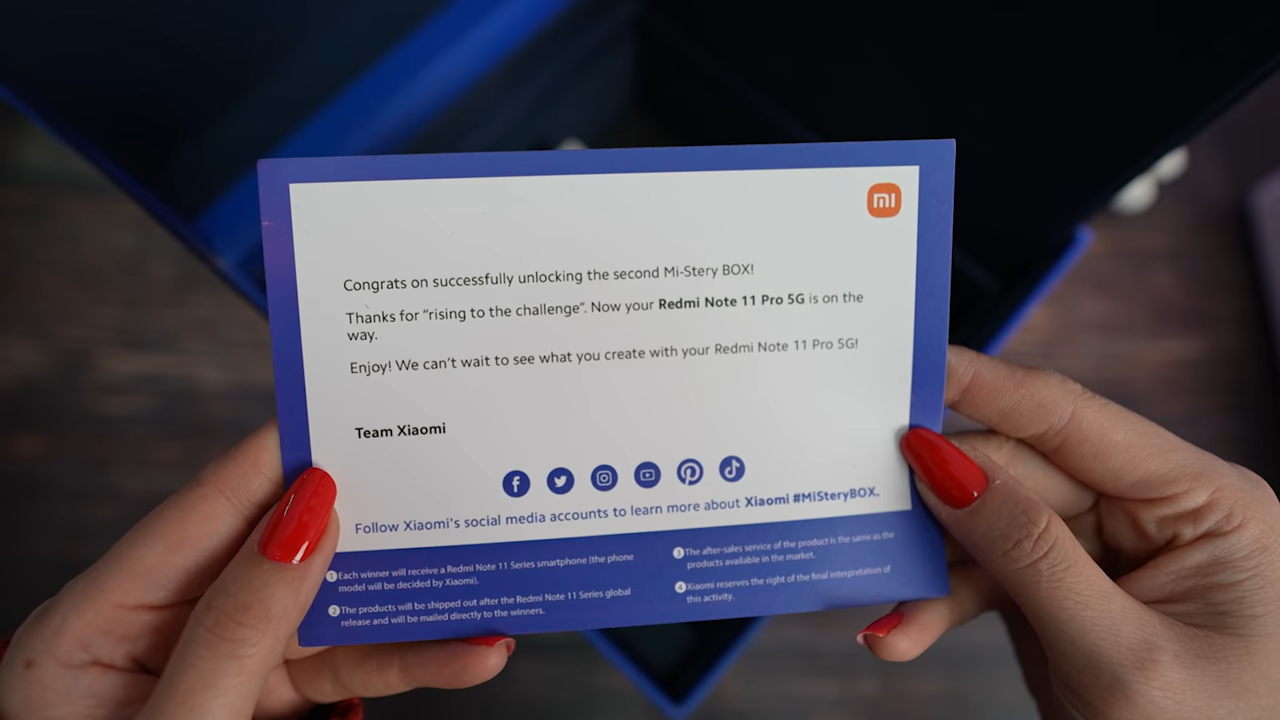 mi
Congrats on successfully unlocking the second Mi-Stery BOX!
Thanks for "rising to the challenge". Now your Redmi Note 11 Pro 5G is on the
way.
Enjoy! We can't wait to see what you create with your Redmi Note 11 Pro 5G!
Team Xiaomi
Follow Xiaomi's social media accounts to learn more about Xiaomi #MiSteryBOX.
1 Each winner will receive a Redmi Note 11 Series smartphone (the phone
model will be decided by Xiaomi).
2 The products will be shipped out after the Redmi Note 11 Series global
release and will be mailed directly to the winners.
3 The after-sales service of the product is the same as the
products available in the market.
4 Xiaomi reserves the right of the final interpretation of
this activity.